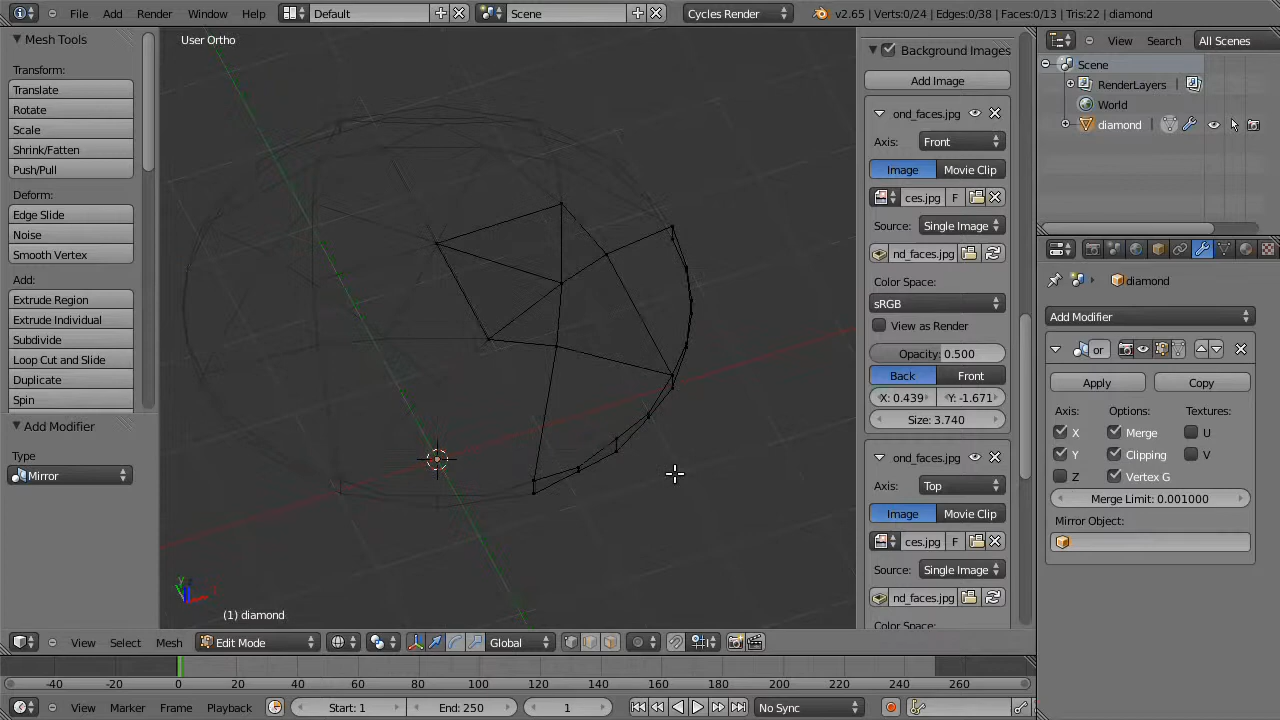 File Add Render Window Help Default Scene Cycles Render v2.65 | Verts:0/24 | Edges:0/38 | Faces:0/13 | Tris:22 | diamond
Mesh Tools
Transform:
Translate
Rotate
Scale
Shrink/Fatten
Push/Pull
Deform:
Edge Slide
Noise
Smooth Vertex
Add:
Extrude Region
Extrude Individual
Subdivide
Loop Cut and Slide
Duplicate
Spin
Add Modifier
Type
Mirror
User Ortho
(1) diamond
Background Images
Add Image
ond_faces.jpg
Axis: Front
Image Movie Clip
ces.jpg F
Source: Single Image
nd_faces.jpg
Color Space:
sRGB
View as Render
Opacity: 0.500
Back Front
X: 0.439 Y: -1.671
Size: 3.740
ond_faces.jpg
Axis: Top
Image Movie Clip
ces.jpg F
Source: Single Image
nd_faces.jpg
Color Space:
View Search All Scenes
Scene
RenderLayers
World
diamond
diamond
Add Modifier
or
Apply Copy
Axis: Options: Textures:
X Merge U
Y Clipping V
Z Vertex G
Merge Limit: 0.001000
Mirror Object:
View Select Mesh Edit Mode Global
-40 -20 0 20 40 60 80 100 120 140 160 180 200 220 240 260
View Marker Frame Playback Start: 1 End: 250 1 No Sync